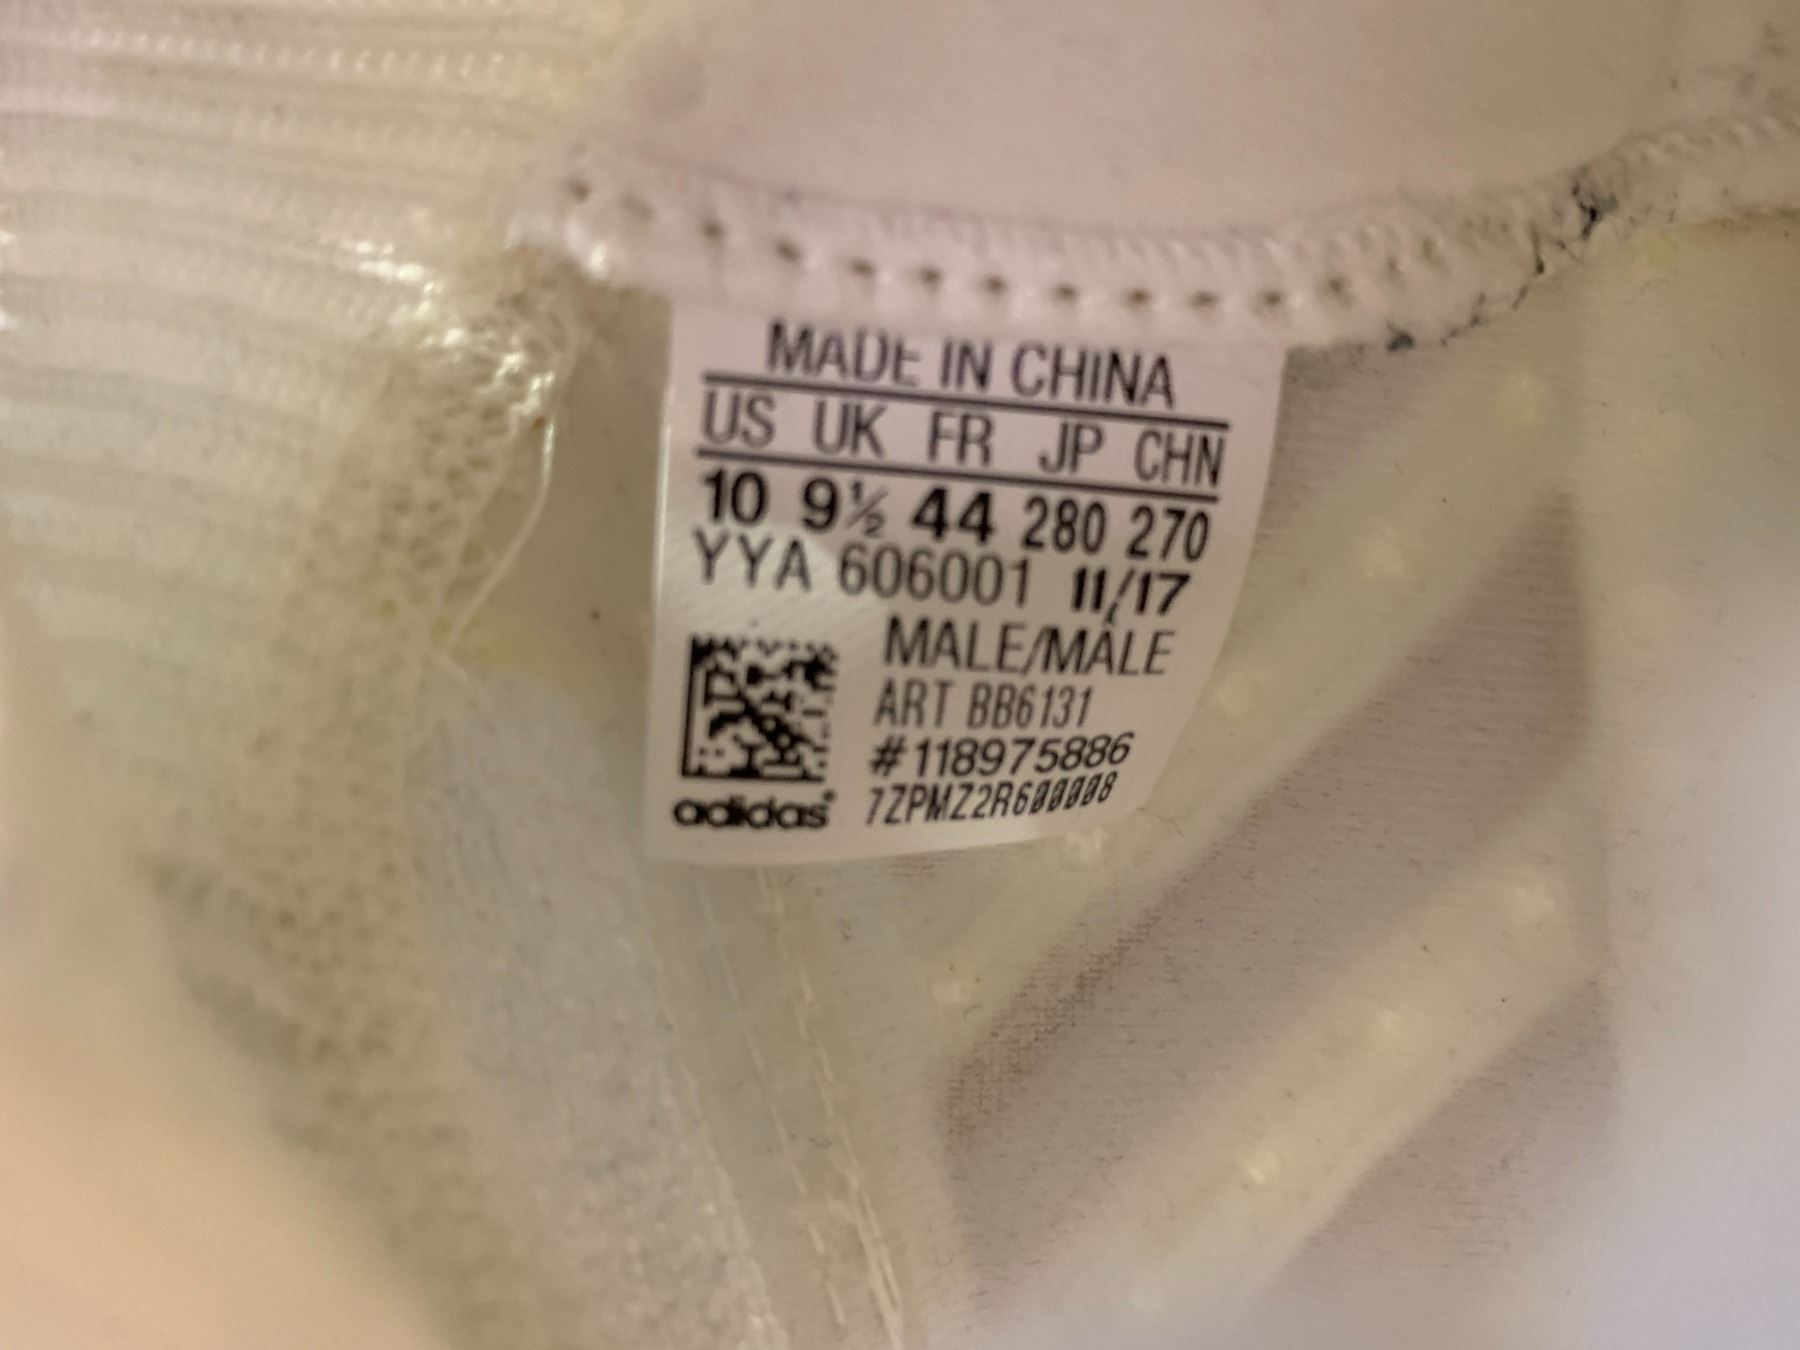 MADE IN CHINA
US UK FR JP CHN
10 9½ 44 280 270
YYA 606001 11/17
MALE/MÂLE
ART BB6131
#118975886
adidas® 7ZPMZ2R600008